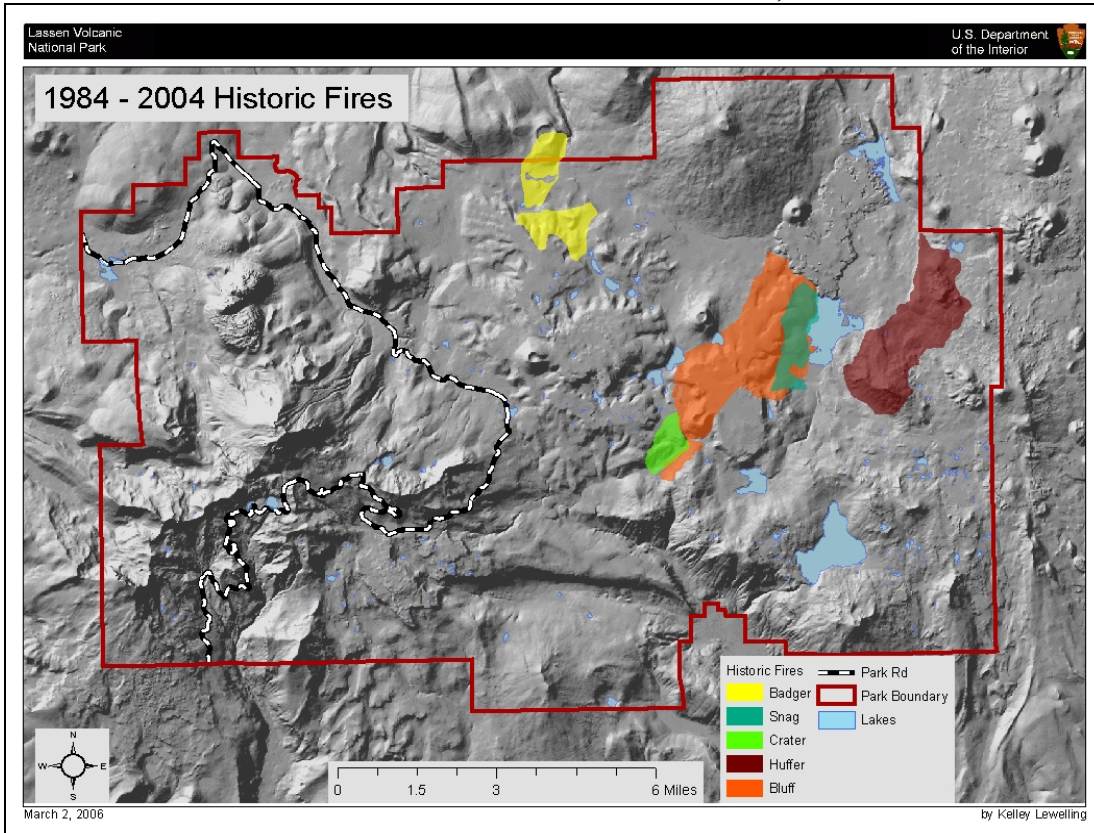 Lassen Volcanic
National Park
U.S. Department
of the Interior
1984 - 2004 Historic Fires
Historic Fires
Badger
Snag
Crater
Huffer
Bluff
Park Rd
Park Boundary
Lakes
N
W E
S
0 1.5 3 6 Miles
March 2, 2006
by Kelley Lewelling